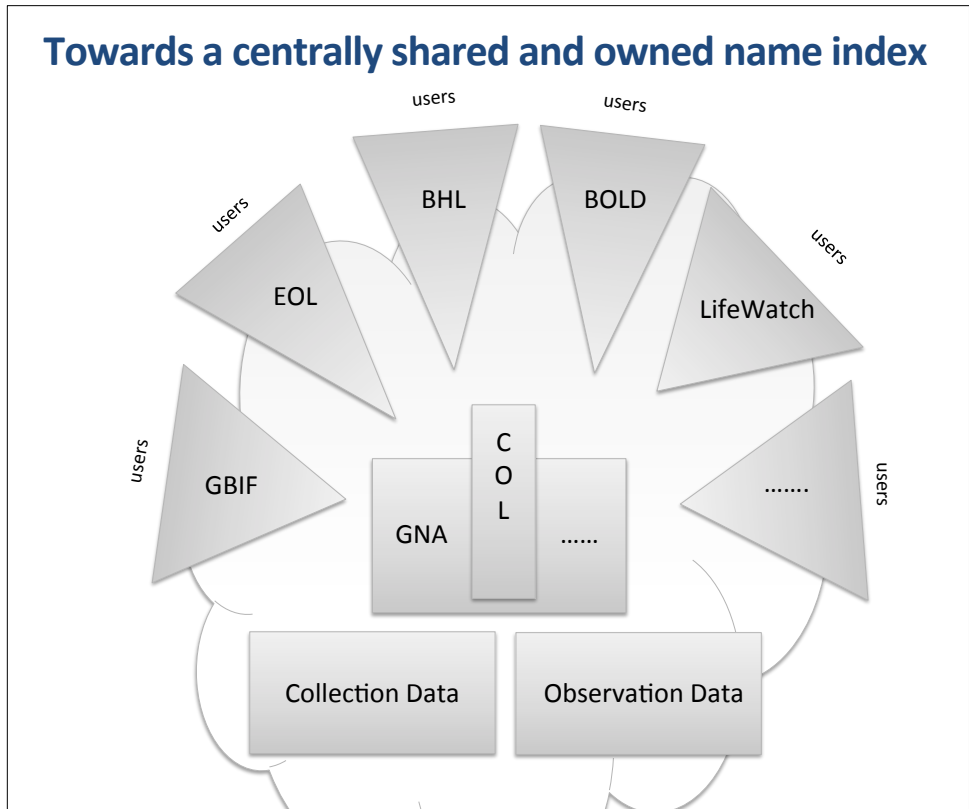 Towards a centrally shared and owned name index
users
users
users
users
users
users
BHL
BOLD
EOL
LifeWatch
GBIF
.......
C
O
L
GNA
......
Collection Data
Observation Data